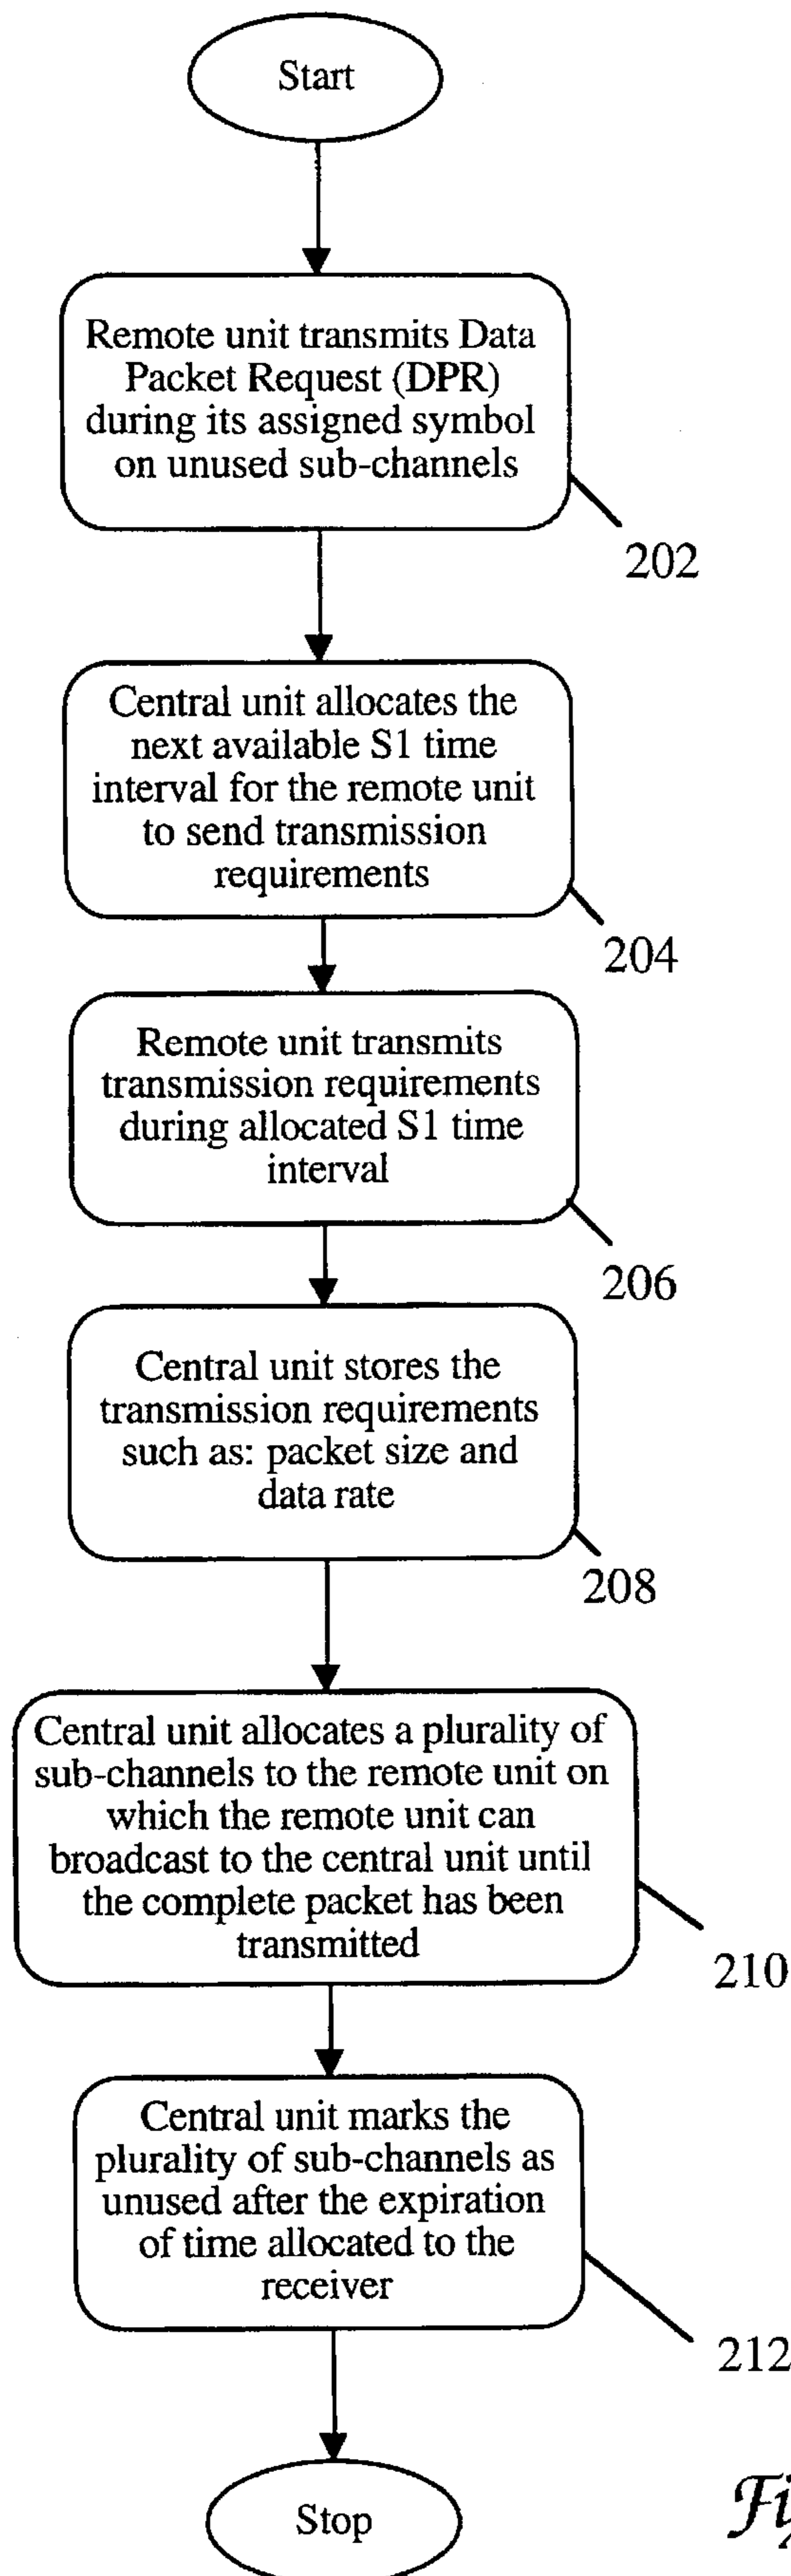 Start
Remote unit transmits Data
Packet Request (DPR)
during its assigned symbol
on unused sub-channels
202
Central unit allocates the
next available S1 time
interval for the remote unit
to send transmission
requirements
204
Remote unit transmits
transmission requirements
during allocated S1 time
interval
206
Central unit stores the
transmission requirements
such as: packet size and
data rate
208
Central unit allocates a plurality of
sub-channels to the remote unit on
which the remote unit can
broadcast to the central unit until
the complete packet has been
transmitted
210
Central unit marks the
plurality of sub-channels as
unused after the expiration
of time allocated to the
receiver
212
Stop